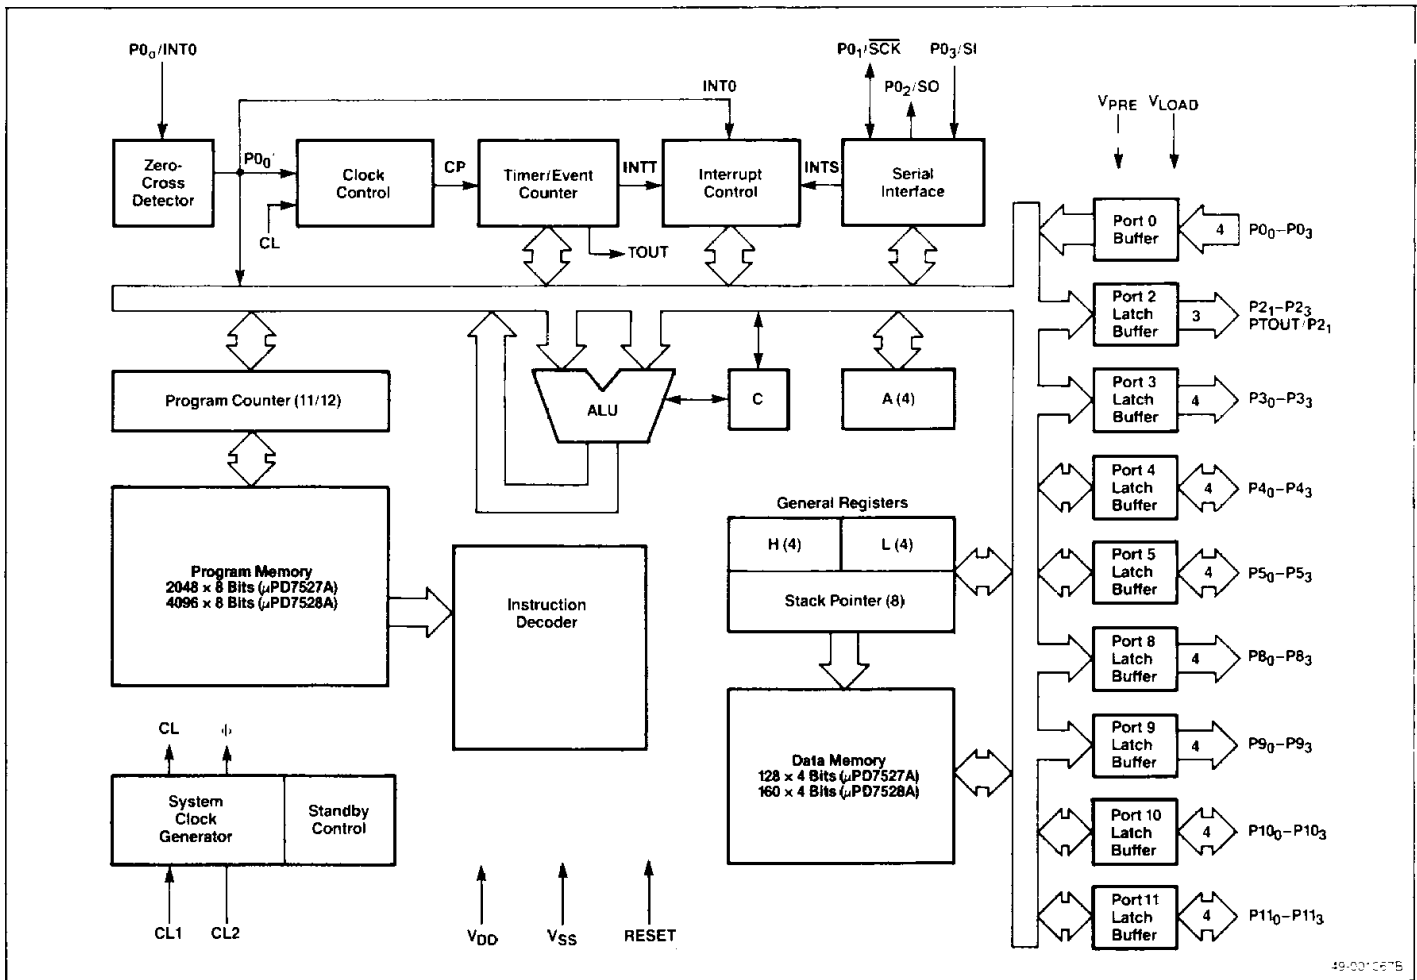 P0₀/INT0
P0₁/S̅C̅K̅
P0₃/SI
P0₂/SO
INT0
V_PRE
V_LOAD
Zero-
Cross
Detector
P0₀
Clock
Control
CL
CP
Timer/Event
Counter
TOUT
INTT
Interrupt
Control
INTS
Serial
Interface
Port 0
Buffer
4
P0₀–P0₃
Port 2
Latch
Buffer
3
P2₁–P2₃
PTOUT/P2₁
Program Counter (11/12)
ALU
C
A (4)
Port 3
Latch
Buffer
4
P3₀–P3₃
Port 4
Latch
Buffer
4
P4₀–P4₃
Program Memory
2048 × 8 Bits (μPD7527A)
4096 × 8 Bits (μPD7528A)
Instruction
Decoder
General Registers
H (4)
L (4)
Stack Pointer (8)
Port 5
Latch
Buffer
4
P5₀–P5₃
Port 8
Latch
Buffer
4
P8₀–P8₃
Data Memory
128 × 4 Bits (μPD7527A)
160 × 4 Bits (μPD7528A)
Port 9
Latch
Buffer
4
P9₀–P9₃
CL
ϕ
System
Clock
Generator
Standby
Control
Port 10
Latch
Buffer
4
P10₀–P10₃
CL1
CL2
V_DD
V_SS
RESET
Port 11
Latch
Buffer
4
P11₀–P11₃